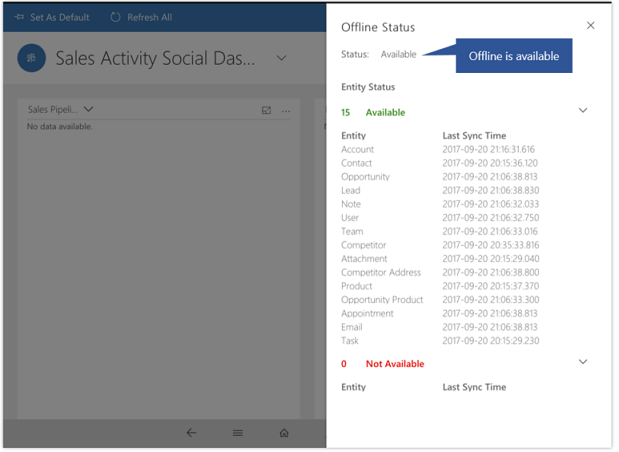 Set As Default Refresh All
Sales Activity Social Das...
Sales Pipeli... ...
No data available.
Offline Status
Status: Available
Offline is available
Entity Status
15 Available
Entity Last Sync Time
Account 2017-09-20 21:16:31.616
Contact 2017-09-20 20:15:36.120
Opportunity 2017-09-20 21:06:38.813
Lead 2017-09-20 21:06:38.830
Note 2017-09-20 21:06:32.033
User 2017-09-20 21:06:32.750
Team 2017-09-20 21:06:33.016
Competitor 2017-09-20 20:35:33.816
Attachment 2017-09-20 20:15:29.040
Competitor Address 2017-09-20 21:06:38.800
Product 2017-09-20 20:15:37.370
Opportunity Product 2017-09-20 21:06:33.300
Appointment 2017-09-20 21:06:38.813
Email 2017-09-20 21:06:38.813
Task 2017-09-20 20:15:29.230
0 Not Available
Entity Last Sync Time